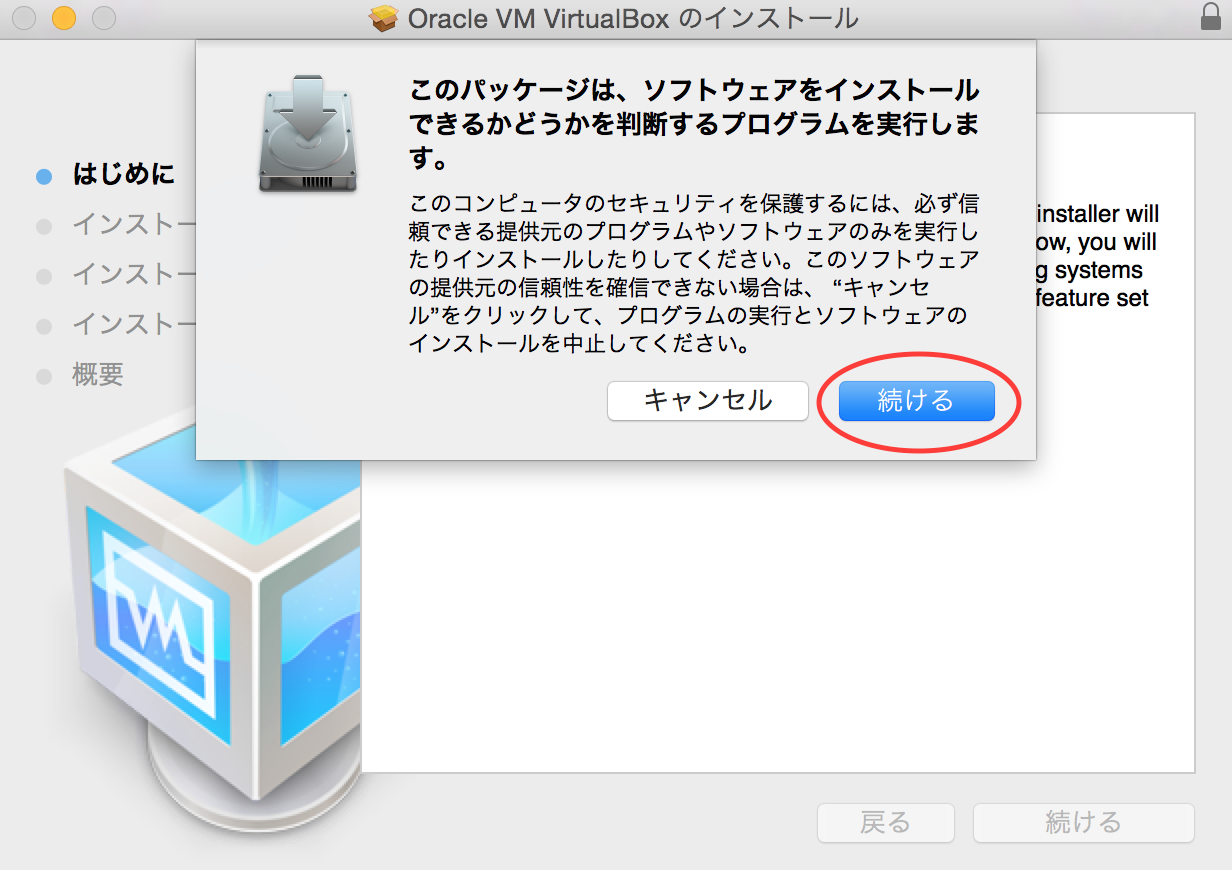 Oracle VM VirtualBox のインストール
このパッケージは、ソフトウェアをインストール
できるかどうかを判断するプログラムを実行しま
す。
このコンピュータのセキュリティを保護するには、必ず信
頼できる提供元のプログラムやソフトウェアのみを実行し
たりインストールしたりしてください。このソフトウェア
の提供元の信頼性を確信できない場合は、“キャンセ
ル”をクリックして、プログラムの実行とソフトウェアの
インストールを中止してください。
キャンセル
続ける
はじめに
インストー
インストー
インストー
概要
installer will
ow, you will
g systems
feature set
戻る
続ける